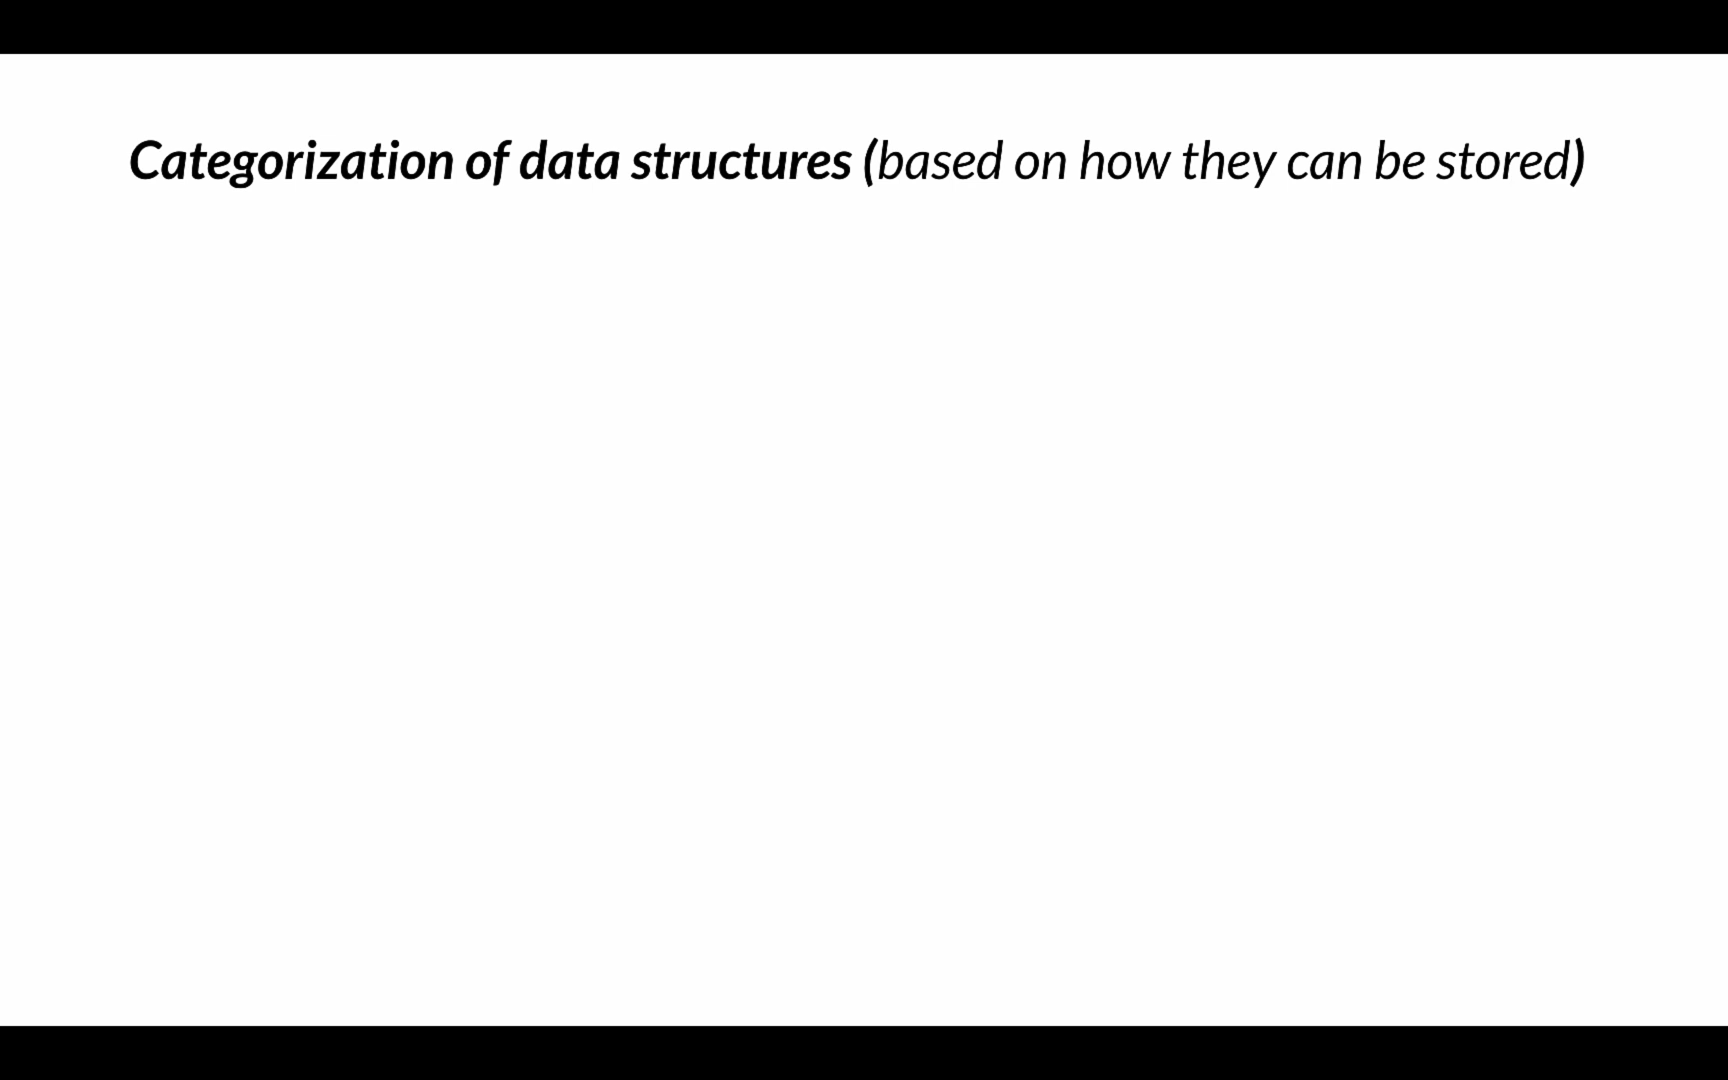 Categorization of data structures (based on how they can be stored)